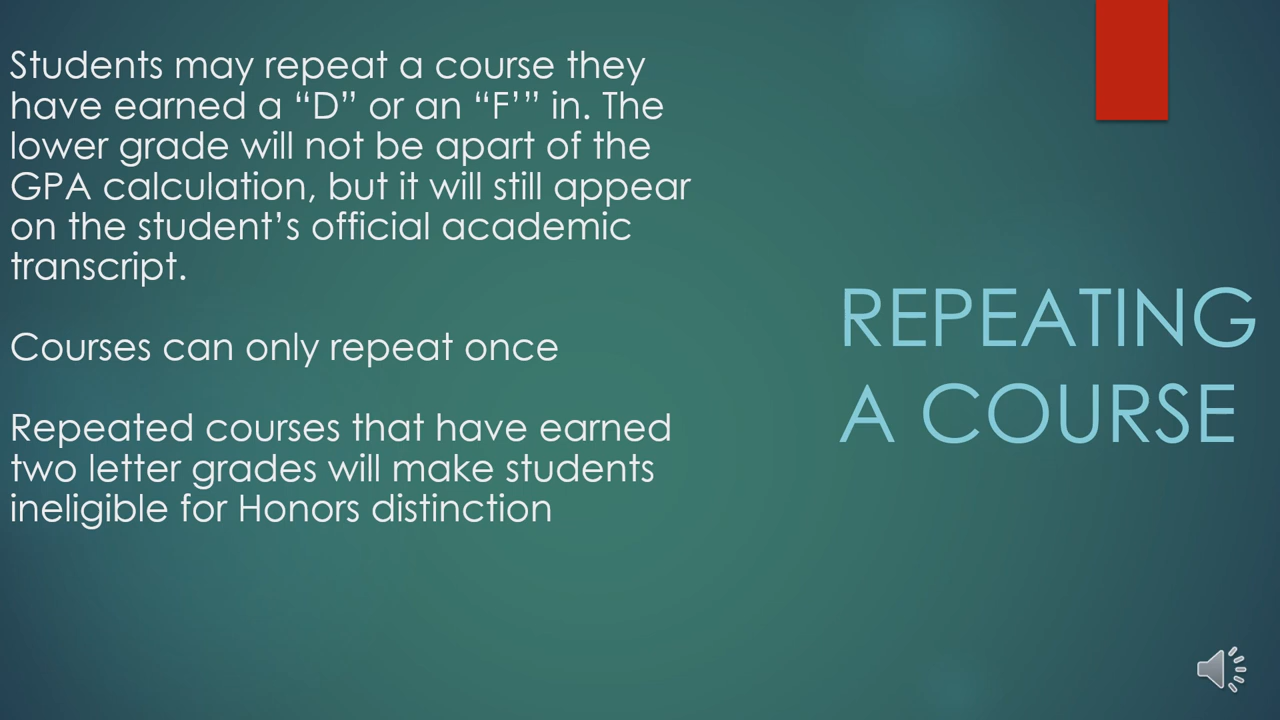 Students may repeat a course they
have earned a “D” or an “F’” in. The
lower grade will not be apart of the
GPA calculation, but it will still appear
on the student’s official academic
transcript.
Courses can only repeat once
Repeated courses that have earned
two letter grades will make students
ineligible for Honors distinction
REPEATING
A COURSE